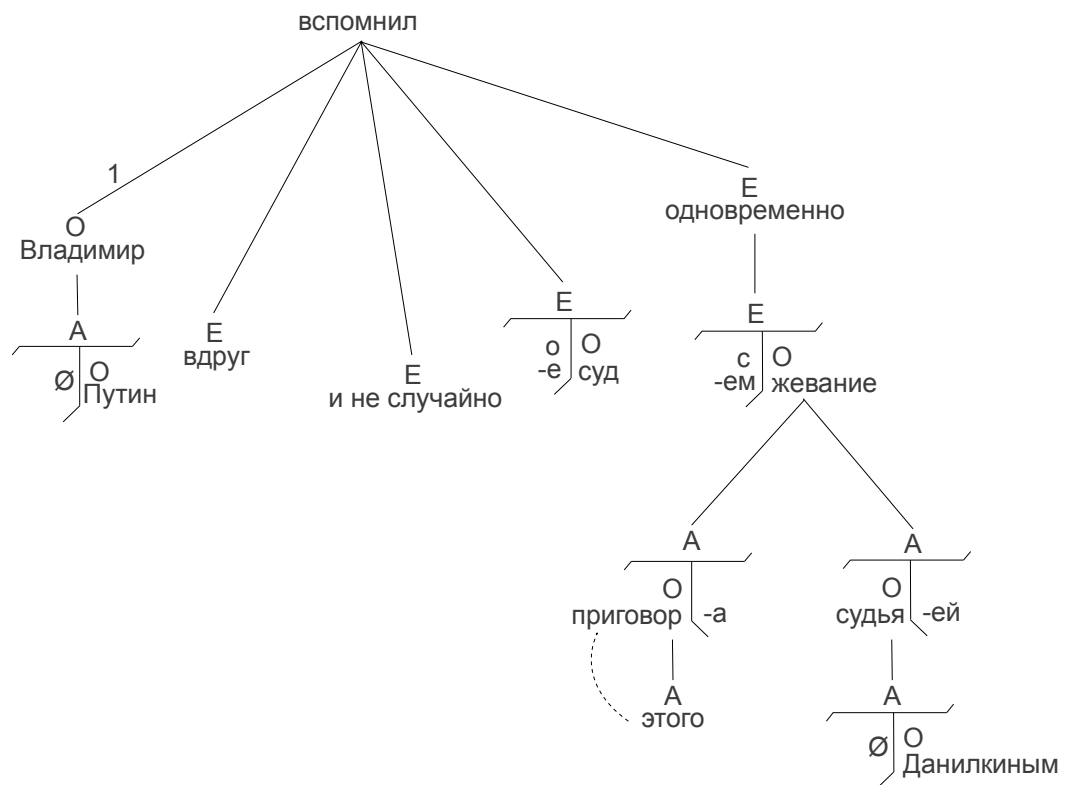 вспомнил
1
О
Владимир
А
Ø О
Путин
Е
вдруг
Е
и не случайно
Е
о О
-е суд
Е
одновременно
Е
с О
-ем жевание
А
О
приговор -а
А
этого
А
О
судья -ей
А
Ø О
Данилкиным